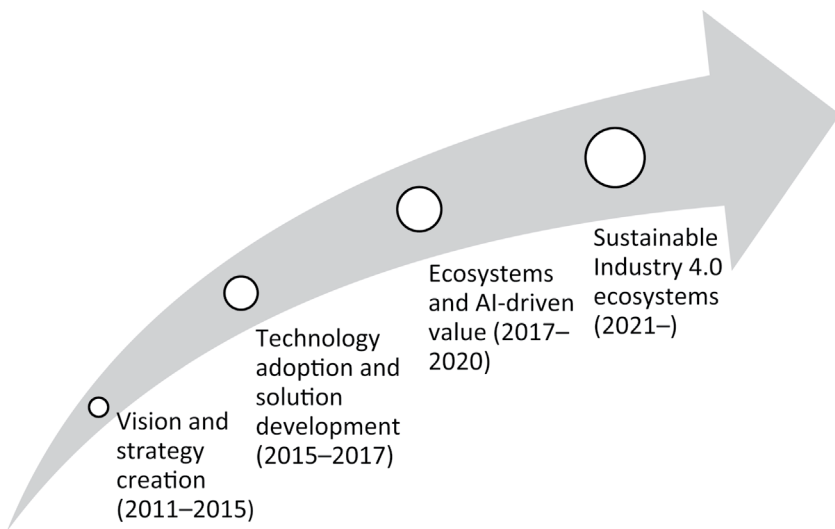 Vision and
strategy
creation
(2011–2015)
Technology
adoption and
solution
development
(2015–2017)
Ecosystems
and AI-driven
value (2017–
2020)
Sustainable
Industry 4.0
ecosystems
(2021–)